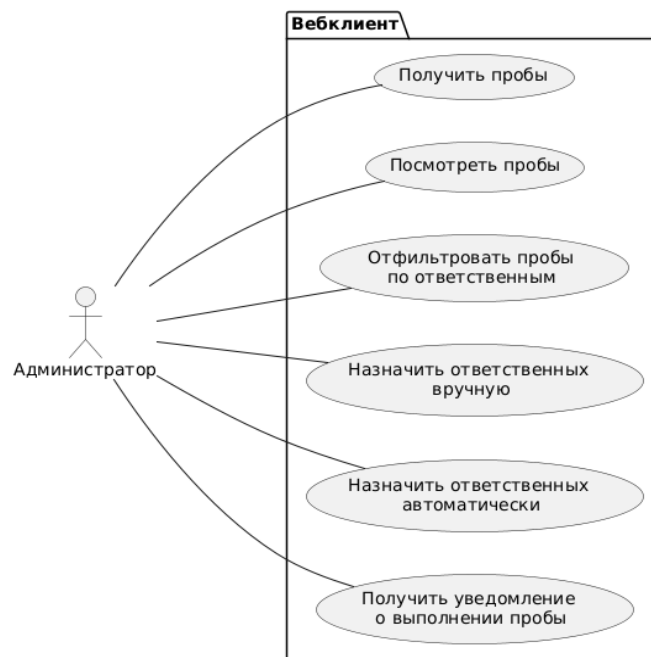 Вебклиент
Получить пробы
Посмотреть пробы
Отфильтровать пробы
по ответственным
Назначить ответственных
вручную
Администратор
Назначить ответственных
автоматически
Получить уведомление
о выполнении пробы